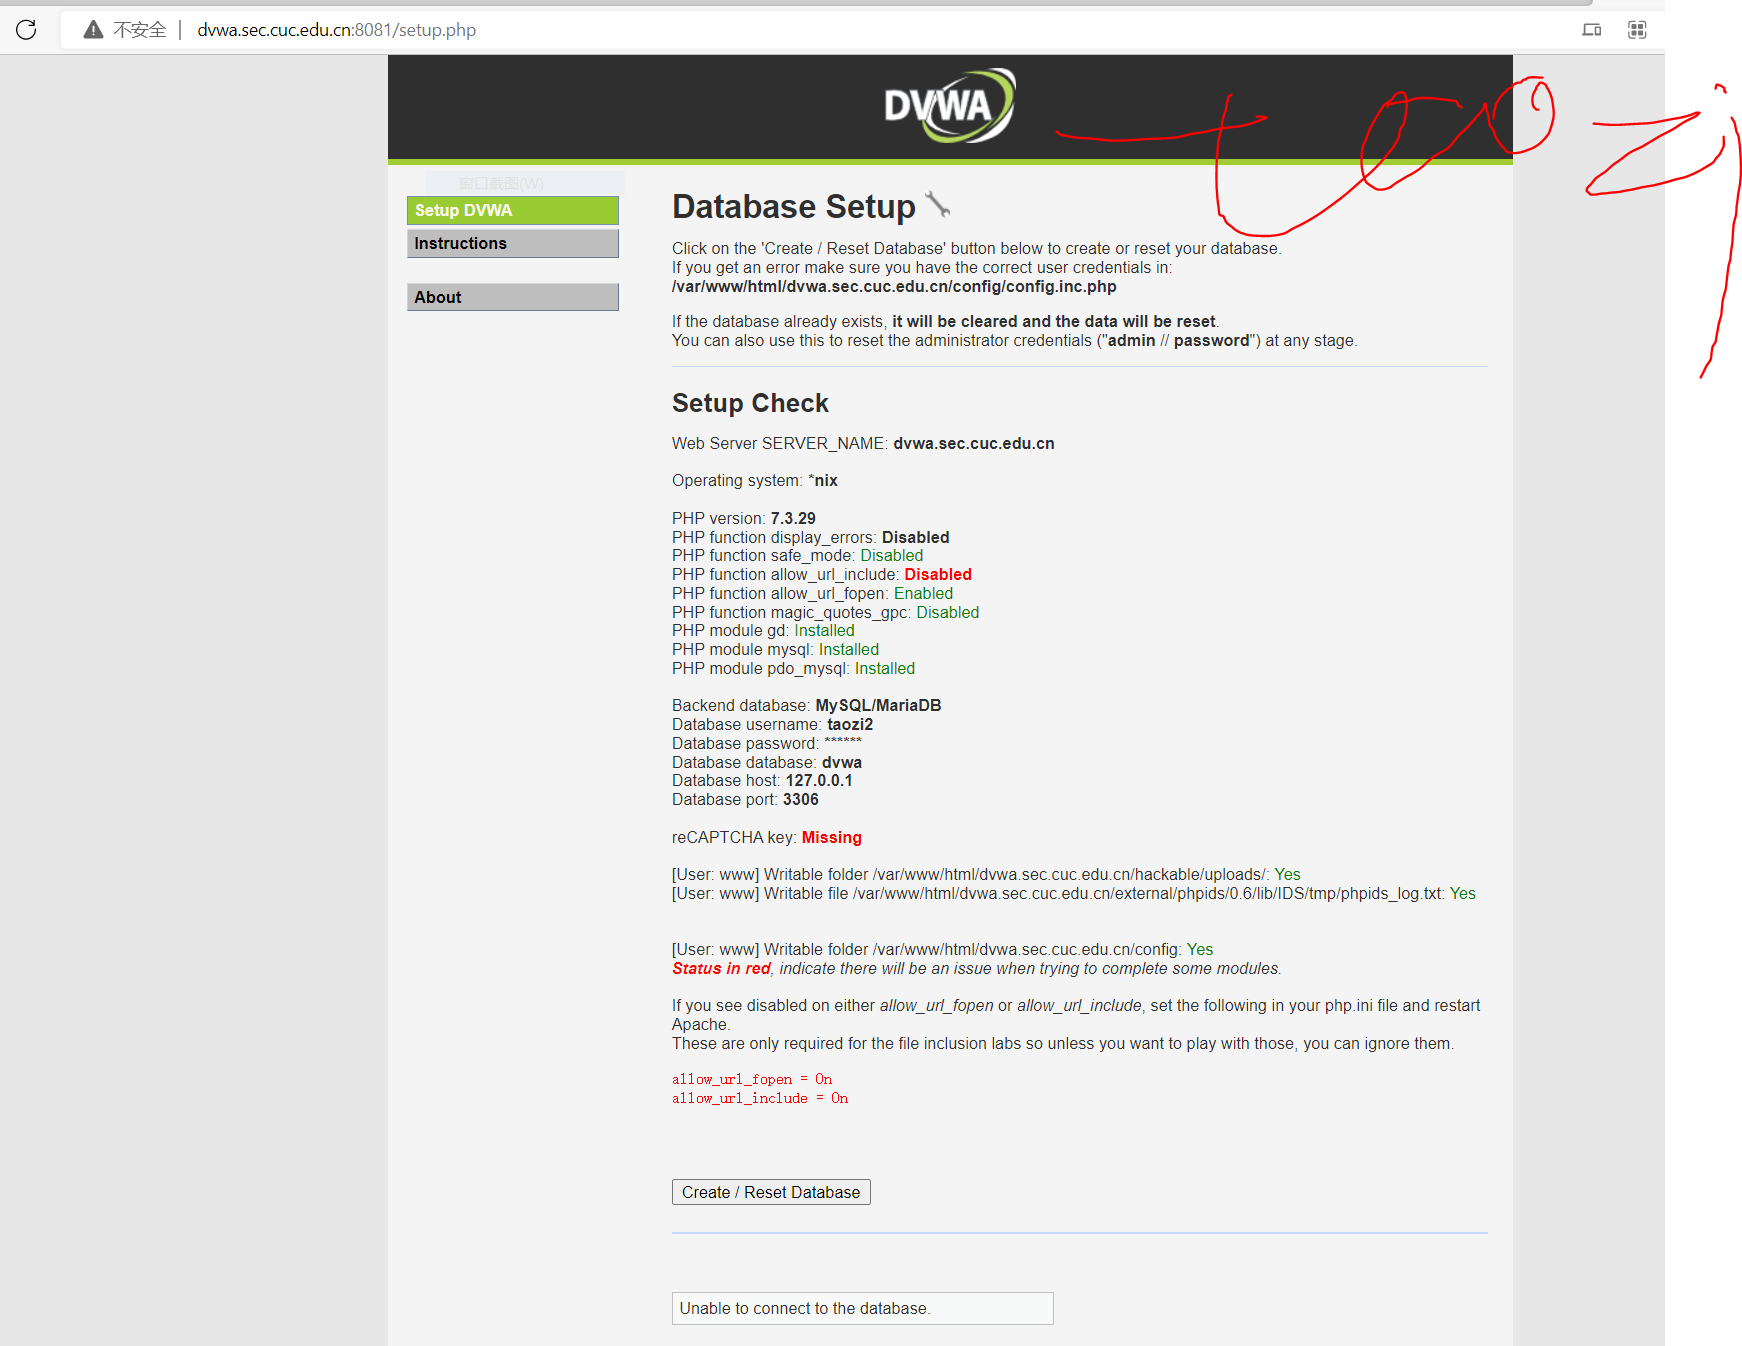 不安全 | dvwa.sec.cuc.edu.cn:8081/setup.php
DVWA
taozi
窗口截图(W)
Setup DVWA
Instructions
About
Database Setup
Click on the 'Create / Reset Database' button below to create or reset your database.
If you get an error make sure you have the correct user credentials in:
/var/www/html/dvwa.sec.cuc.edu.cn/config/config.inc.php
If the database already exists, it will be cleared and the data will be reset.
You can also use this to reset the administrator credentials ("admin // password") at any stage.
Setup Check
Web Server SERVER_NAME: dvwa.sec.cuc.edu.cn
Operating system: *nix
PHP version: 7.3.29
PHP function display_errors: Disabled
PHP function safe_mode: Disabled
PHP function allow_url_include: Disabled
PHP function allow_url_fopen: Enabled
PHP function magic_quotes_gpc: Disabled
PHP module gd: Installed
PHP module mysql: Installed
PHP module pdo_mysql: Installed
Backend database: MySQL/MariaDB
Database username: taozi2
Database password: ******
Database database: dvwa
Database host: 127.0.0.1
Database port: 3306
reCAPTCHA key: Missing
[User: www] Writable folder /var/www/html/dvwa.sec.cuc.edu.cn/hackable/uploads/: Yes
[User: www] Writable file /var/www/html/dvwa.sec.cuc.edu.cn/external/phpids/0.6/lib/IDS/tmp/phpids_log.txt: Yes
[User: www] Writable folder /var/www/html/dvwa.sec.cuc.edu.cn/config: Yes
Status in red, indicate there will be an issue when trying to complete some modules.
If you see disabled on either allow_url_fopen or allow_url_include, set the following in your php.ini file and restart
Apache.
These are only required for the file inclusion labs so unless you want to play with those, you can ignore them.
allow_url_fopen = On
allow_url_include = On
Create / Reset Database
Unable to connect to the database.